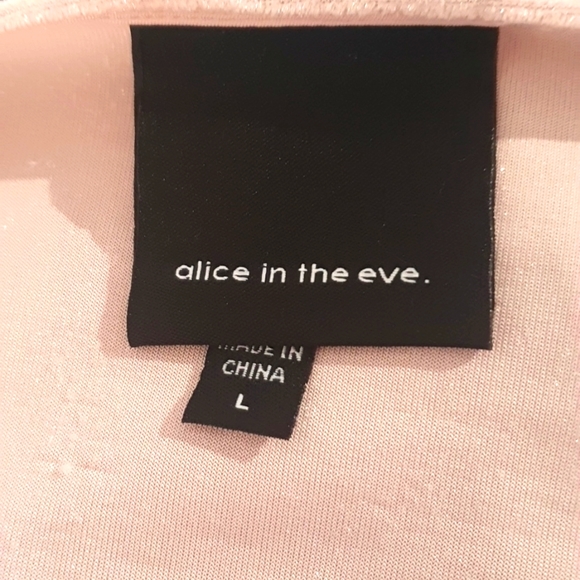 alice in the eve.
MADE IN
CHINA
L